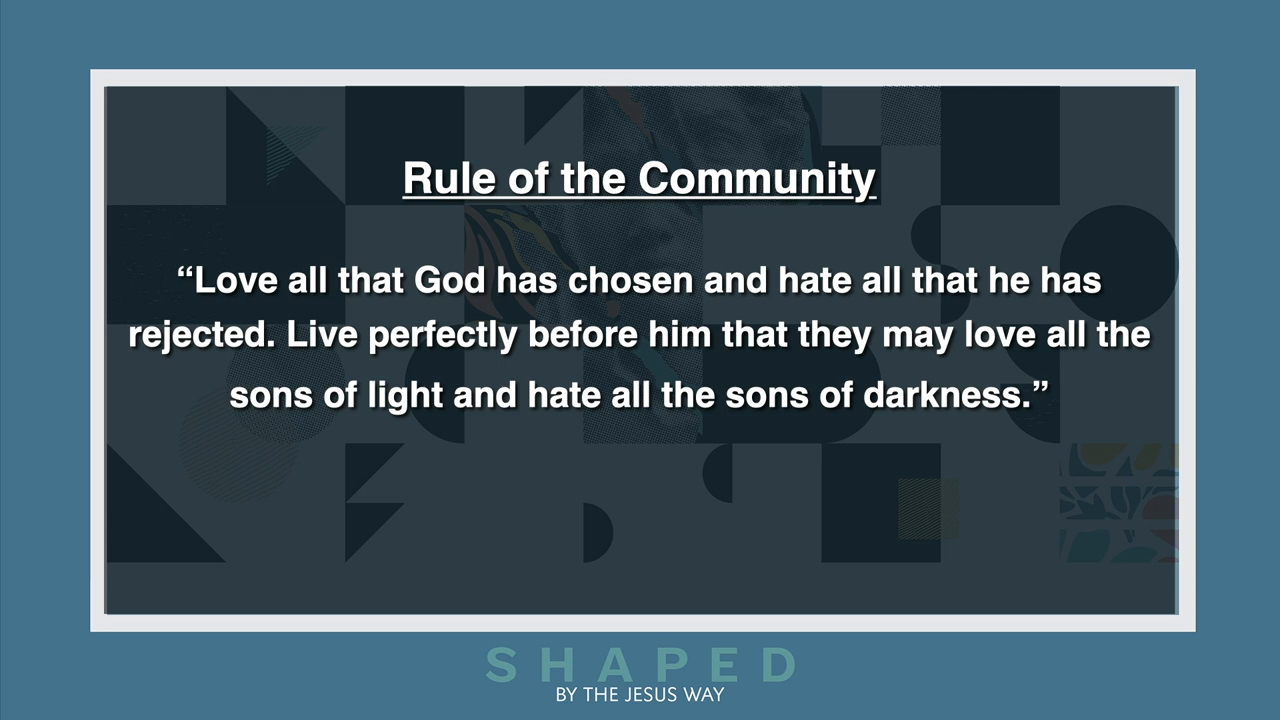 Rule of the Community
“Love all that God has chosen and hate all that he has
rejected. Live perfectly before him that they may love all the
sons of light and hate all the sons of darkness.”
SHAPED
BY THE JESUS WAY